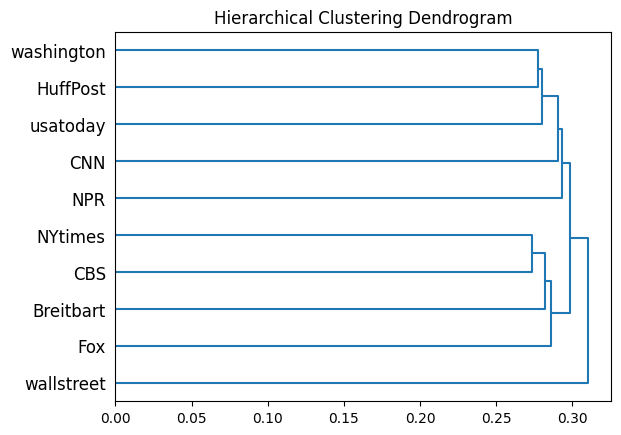 Hierarchical Clustering Dendrogram
washington
HuffPost
usatoday
CNN
NPR
NYtimes
CBS
Breitbart
Fox
wallstreet
0.00 0.05 0.10 0.15 0.20 0.25 0.30